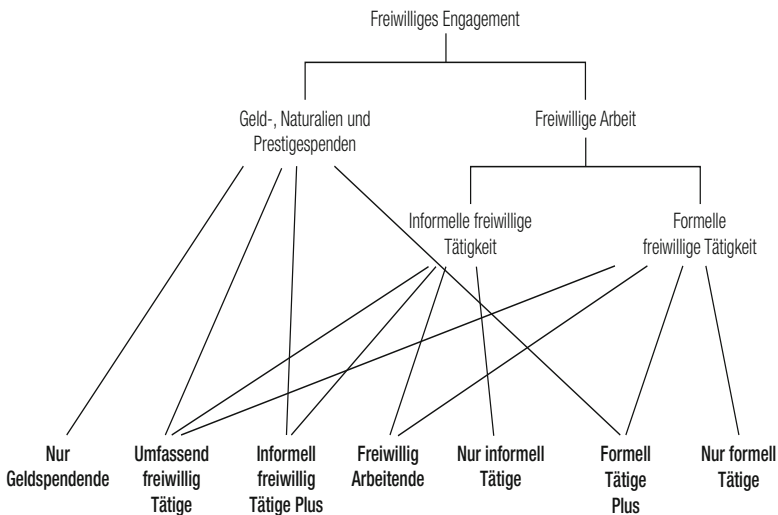 Freiwilliges Engagement
Geld-, Naturalien und
Prestigespenden
Freiwillige Arbeit
Informelle freiwillige
Tätigkeit
Formelle
freiwillige Tätigkeit
Nur
Geldspendende
Umfassend
freiwillig
Tätige
Informell
freiwillig
Tätige Plus
Freiwillig
Arbeitende
Nur informell
Tätige
Formell
Tätige
Plus
Nur formell
Tätige